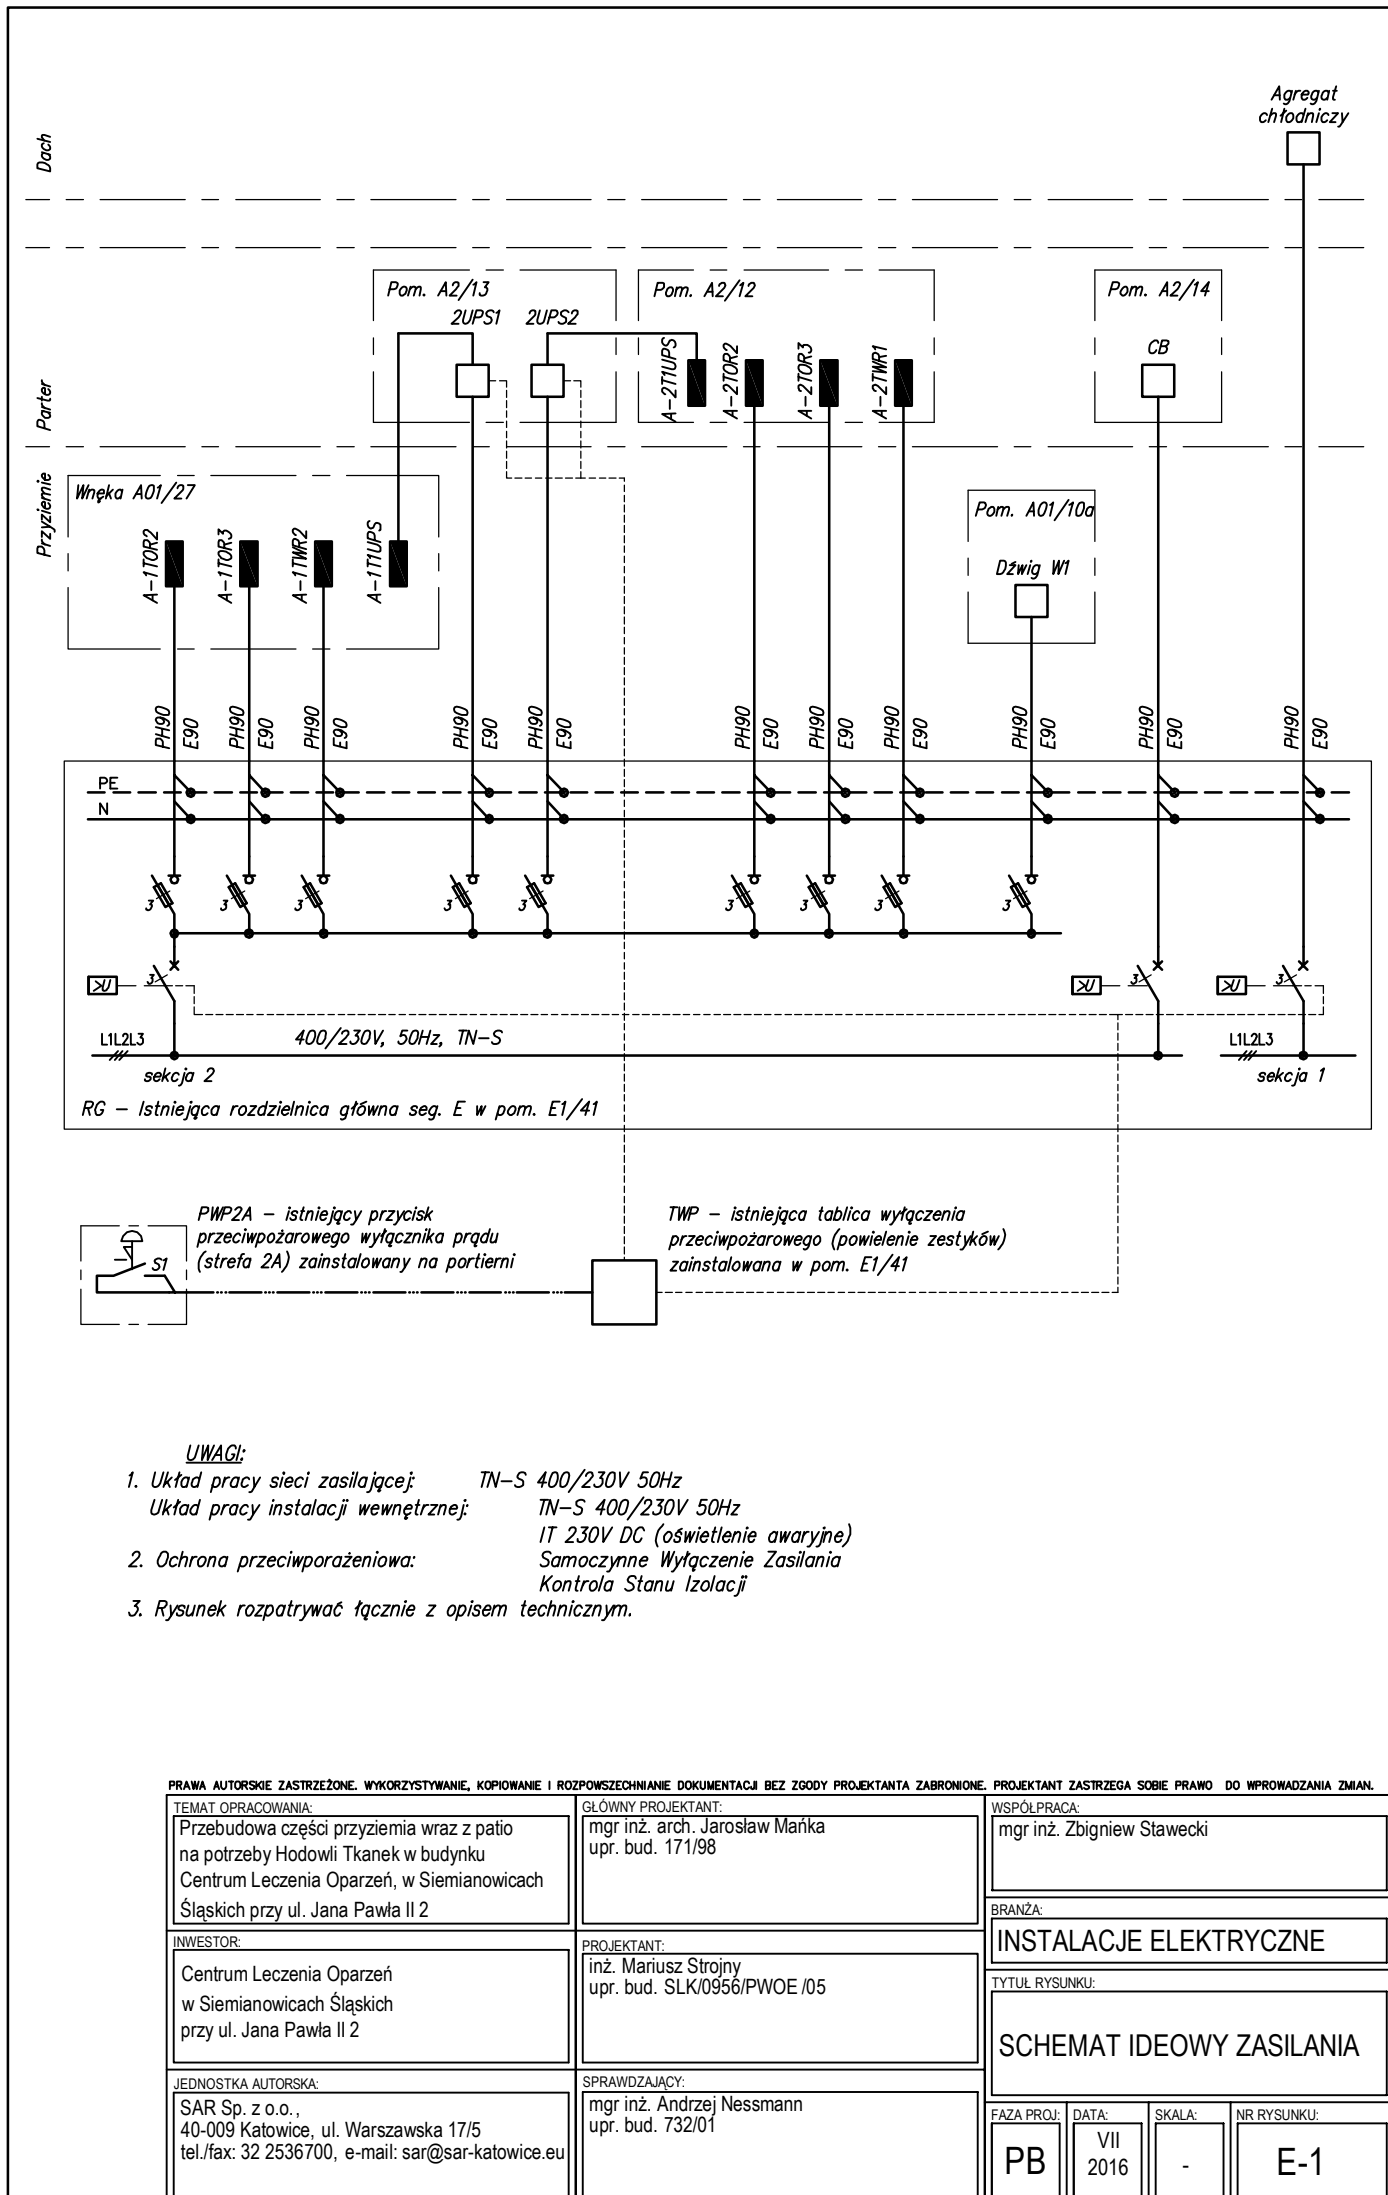 Agregat
chłodniczy
Dach
Pom. A2/13
2UPS1
2UPS2
Pom. A2/12
Pom. A2/14
CB
A-2T1UPS
A-2TOR2
A-2TOR3
A-2TWR1
Parter
Przyziemie
Wnęka A01/27
A-1TOR2
A-1TOR3
A-1TWR2
A-1T1UPS
Pom. A01/10a
Dźwig W1
PH90 E90 PH90 E90 PH90 E90 PH90 E90 PH90 E90 PH90 E90 PH90 E90 PH90 E90 PH90 E90 PH90 E90 PH90 E90
PE
N
3 3 3 3 3 3 3 3 3
>U 3 >U 3 >U 3
L1L2L3
400/230V, 50Hz, TN-S
L1L2L3
sekcja 2
sekcja 1
RG – Istniejąca rozdzielnica główna seg. E w pom. E1/41
PWP2A – istniejący przycisk
przeciwpożarowego wyłącznika prądu
(strefa 2A) zainstalowany na portierni
S1
TWP – istniejąca tablica wyłączenia
przeciwpożarowego (powielenie zestyków)
zainstalowana w pom. E1/41
UWAGI:
1. Układ pracy sieci zasilającej: TN-S 400/230V 50Hz
Układ pracy instalacji wewnętrznej: TN-S 400/230V 50Hz
IT 230V DC (oświetlenie awaryjne)
2. Ochrona przeciwporażeniowa: Samoczynne Wyłączenie Zasilania
Kontrola Stanu Izolacji
3. Rysunek rozpatrywać łącznie z opisem technicznym.
PRAWA AUTORSKIE ZASTRZEŻONE. WYKORZYSTYWANIE, KOPIOWANIE I ROZPOWSZECHNIANIE DOKUMENTACJI BEZ ZGODY PROJEKTANTA ZABRONIONE. PROJEKTANT ZASTRZEGA SOBIE PRAWO DO WPROWADZANIA ZMIAN.
TEMAT OPRACOWANIA:
Przebudowa części przyziemia wraz z patio
na potrzeby Hodowli Tkanek w budynku
Centrum Leczenia Oparzeń, w Siemianowicach
Śląskich przy ul. Jana Pawła II 2
GŁÓWNY PROJEKTANT:
mgr inż. arch. Jarosław Mańka
upr. bud. 171/98
WSPÓŁPRACA:
mgr inż. Zbigniew Stawecki
BRANŻA:
INSTALACJE ELEKTRYCZNE
INWESTOR:
Centrum Leczenia Oparzeń
w Siemianowicach Śląskich
przy ul. Jana Pawła II 2
PROJEKTANT:
inż. Mariusz Strojny
upr. bud. SLK/0956/PWOE /05
TYTUŁ RYSUNKU:
SCHEMAT IDEOWY ZASILANIA
JEDNOSTKA AUTORSKA:
SAR Sp. z o.o.,
40-009 Katowice, ul. Warszawska 17/5
tel./fax: 32 2536700, e-mail: sar@sar-katowice.eu
SPRAWDZAJĄCY:
mgr inż. Andrzej Nessmann
upr. bud. 732/01
FAZA PROJ:
PB
DATA:
VII
2016
SKALA:
-
NR RYSUNKU:
E-1